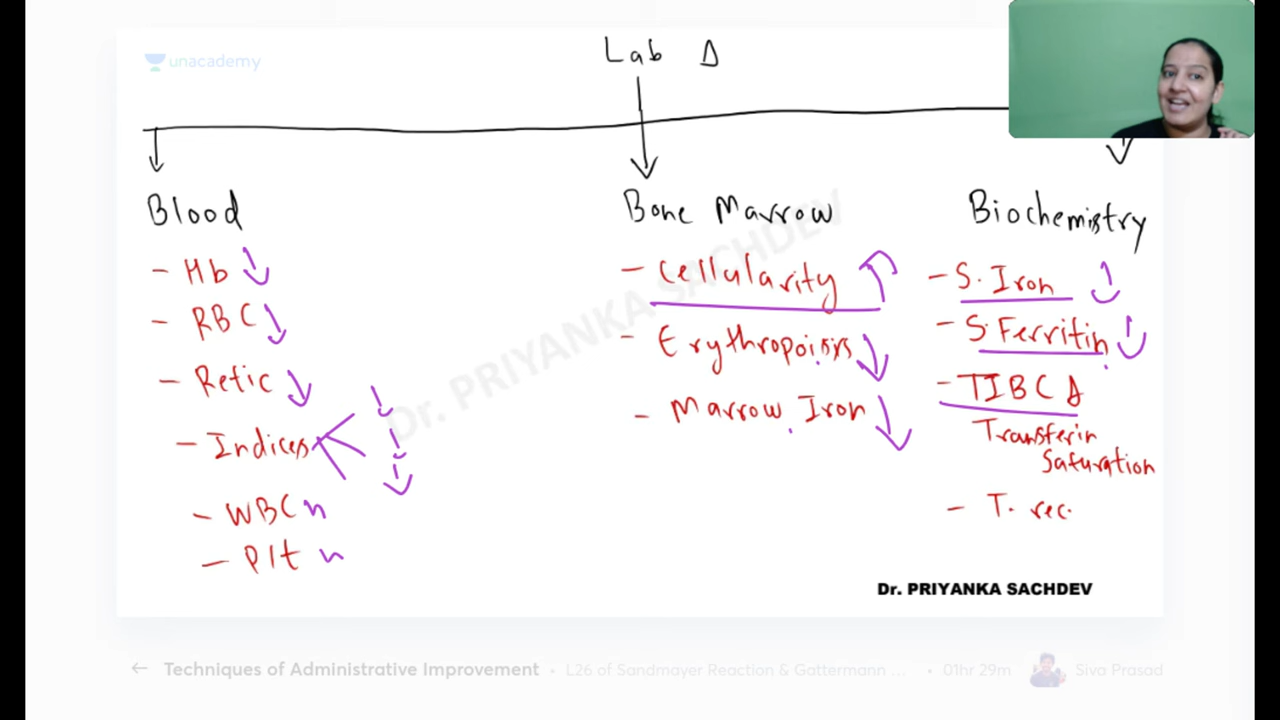 unacademy
Lab Δ
Blood
- Hb ↓
- RBC ↓
- Retic ↓
- Indices ↓ ↓ ↓
- WBC n
- Plt n
Bone Marrow
- Cellularity ↑
- Erythropoisis ↓
- Marrow Iron ↓
Biochemistry
- S. Iron ↓
- S. Ferritin ↓
- TIBC
Transferin
Saturation
- T. rec.
Dr. PRIYANKA SACHDEV
Dr. PRIYANKA SACHDEV
← Techniques of Administrative Improvement • L26 of Sandmayer Reaction & Gattermann ... • 01hr 29m Siva Prasad